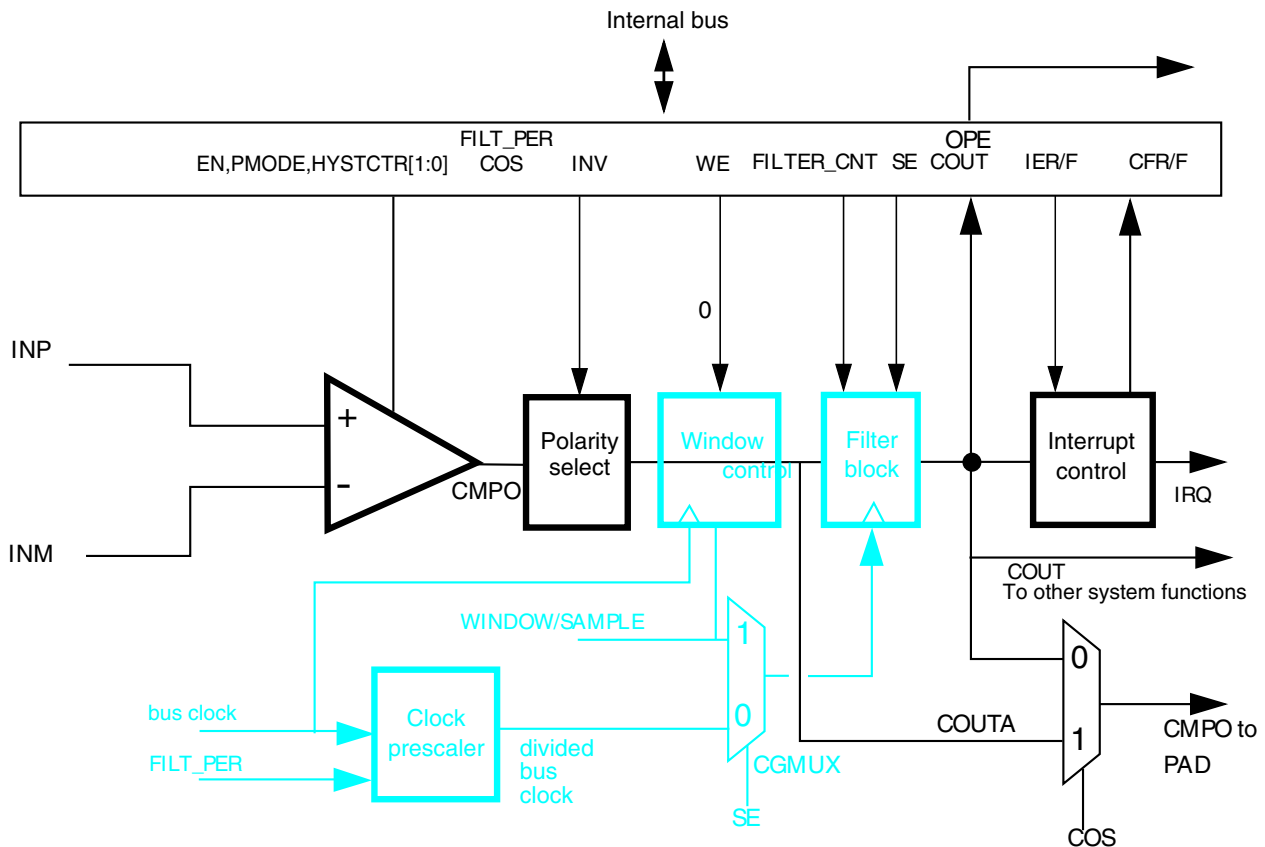 Internal bus
FILT_PER
OPE
EN,PMODE,HYSTCTR[1:0]
COS
INV
WE
FILTER_CNT
SE
COUT
IER/F
CFR/F
0
INP
+
-
INM
CMPO
Polarity
select
Window
control
Filter
block
Interrupt
control
IRQ
COUT
To other system functions
WINDOW/SAMPLE
1
0
CGMUX
SE
bus clock
FILT_PER
Clock
prescaler
divided
bus
clock
COUTA
0
1
CMPO to
PAD
COS